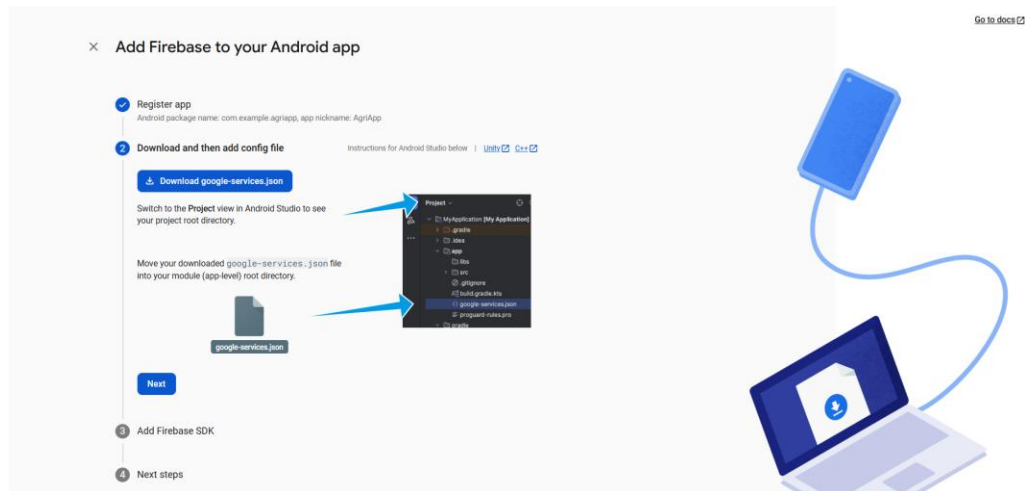 Go to docs
Add Firebase to your Android app
Register app
Android package name: com.example.agriapp, app nickname: AgriApp
2 Download and then add config file
Instructions for Android Studio below | Unity C++
Download google-services.json
Switch to the Project view in Android Studio to see
your project root directory.
Move your downloaded google-services.json file
into your module (app-level) root directory.
google-services.json
Project
MyApplication [My Application]
.gradle
.idea
app
libs
src
.gitignore
build.gradle.kts
google-services.json
proguard-rules.pro
gradle
Next
3 Add Firebase SDK
4 Next steps